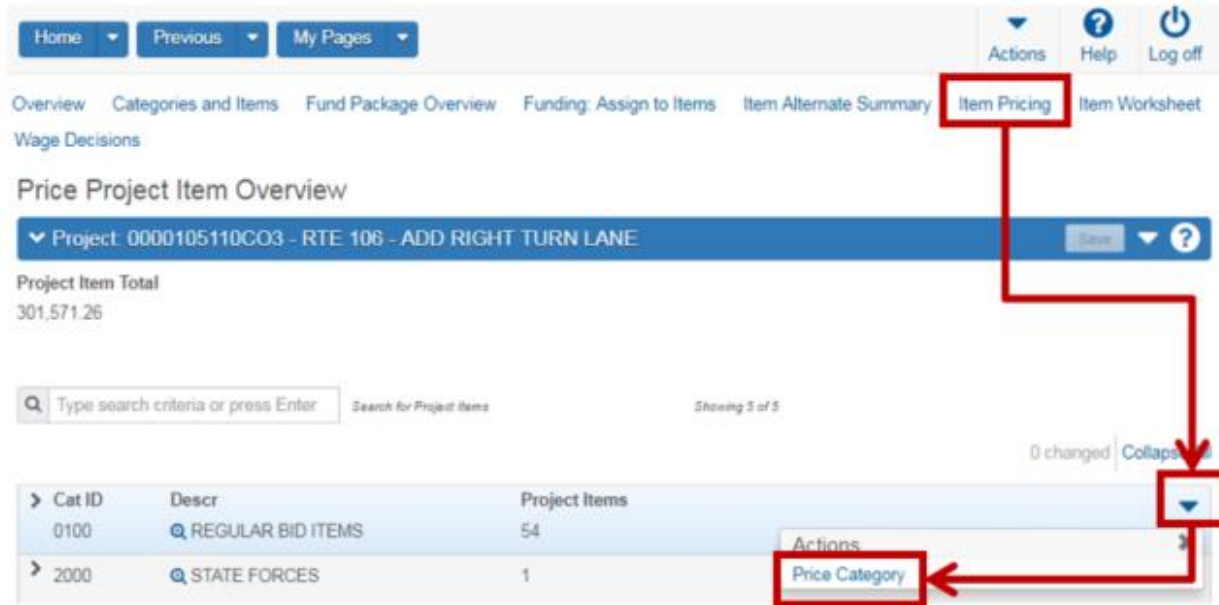 Home Previous My Pages Actions Help Log off
Overview Categories and Items Fund Package Overview Funding: Assign to Items Item Alternate Summary Item Pricing Item Worksheet
Wage Decisions
Price Project Item Overview
Project: 0000105110CO3 - RTE 106 - ADD RIGHT TURN LANE Save
Project Item Total
301,571.26
Type search criteria or press Enter Search for Project Items Showing 5 of 5
0 changed
Cat ID Descr Project Items
0100 REGULAR BID ITEMS 54
Actions
2000 STATE FORCES 1 Price Category